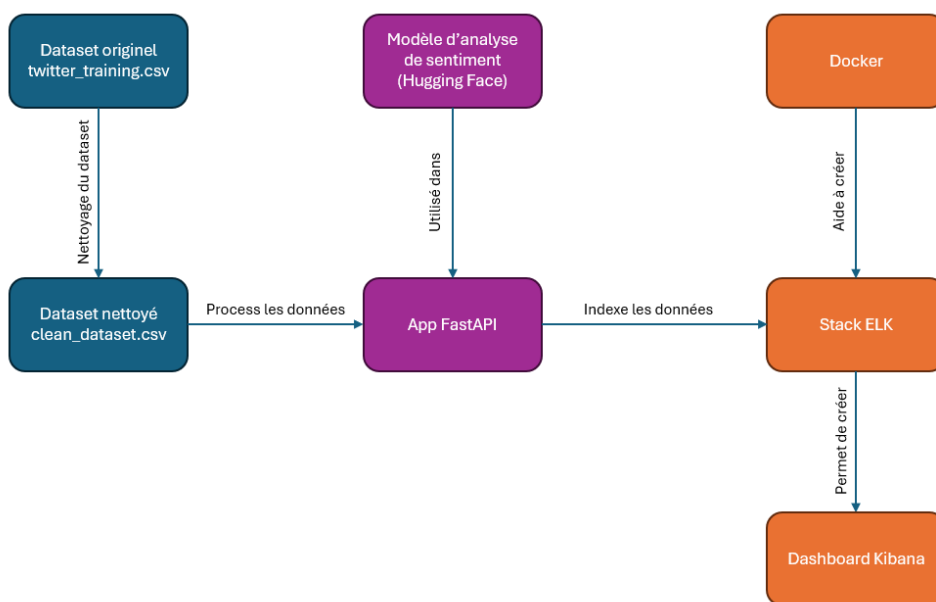 Dataset originel
twitter_training.csv
Modèle d'analyse
de sentiment
(Hugging Face)
Docker
Nettoyage du dataset
Utilisé dans
Aide à créer
Dataset nettoyé
clean_dataset.csv
Process les données
App FastAPI
Indexe les données
Stack ELK
Permet de créer
Dashboard Kibana